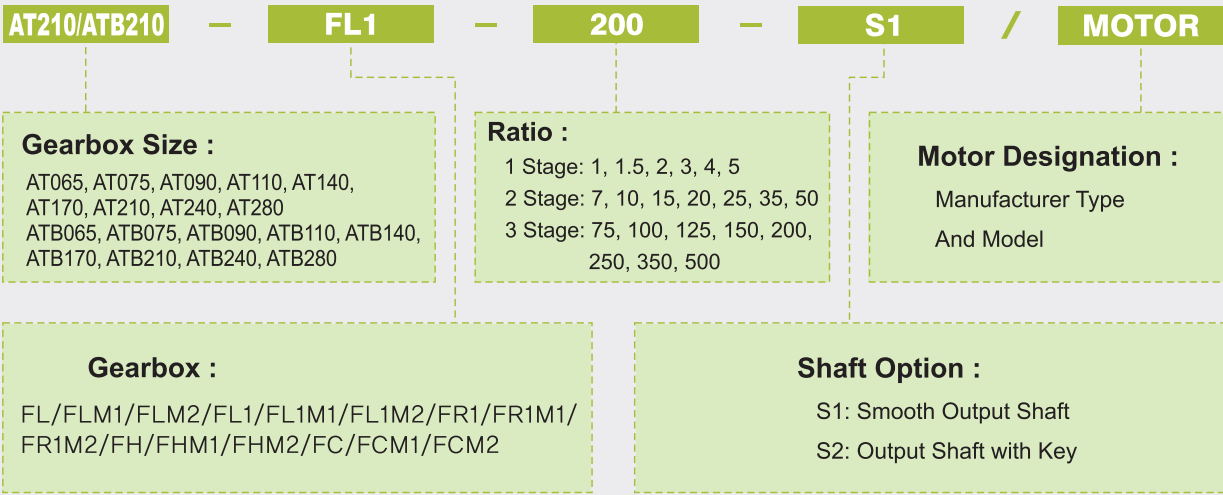 AT210/ATB210 – FL1 – 200 – S1 / MOTOR
Gearbox Size :
AT065, AT075, AT090, AT110, AT140,
AT170, AT210, AT240, AT280
ATB065, ATB075, ATB090, ATB110, ATB140,
ATB170, ATB210, ATB240, ATB280
Ratio :
1 Stage: 1, 1.5, 2, 3, 4, 5
2 Stage: 7, 10, 15, 20, 25, 35, 50
3 Stage: 75, 100, 125, 150, 200,
250, 350, 500
Motor Designation :
Manufacturer Type
And Model
Gearbox :
FL/FLM1/FLM2/FL1/FL1M1/FL1M2/FR1/FR1M1/
FR1M2/FH/FHM1/FHM2/FC/FCM1/FCM2
Shaft Option :
S1: Smooth Output Shaft
S2: Output Shaft with Key